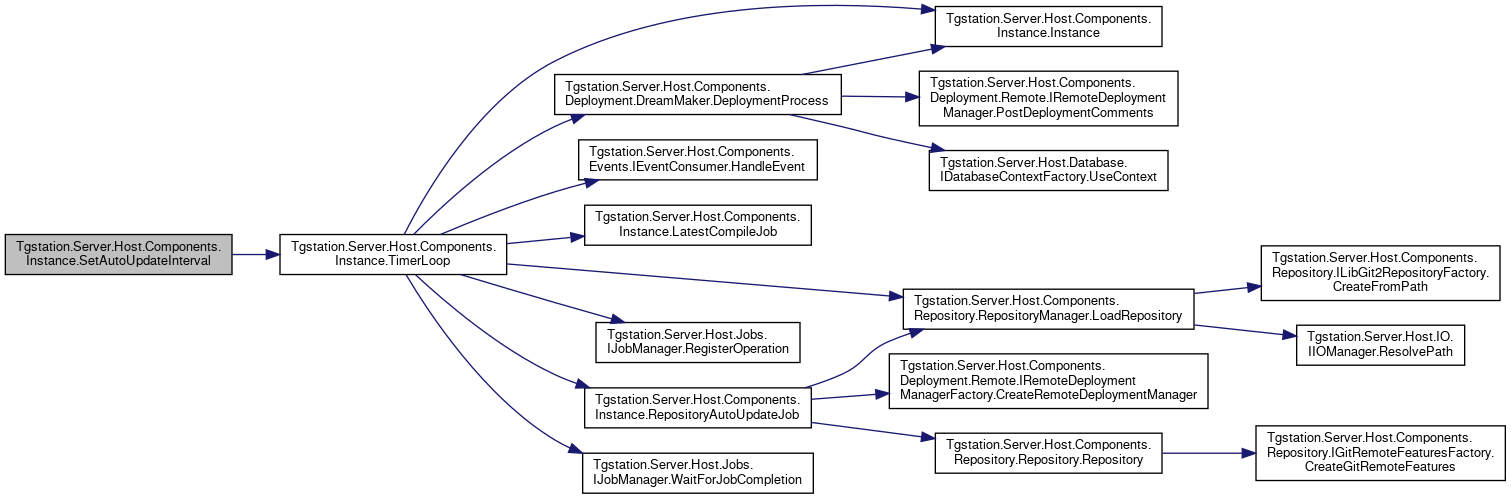 Tgstation.Server.Host.Components.
Instance.SetAutoUpdateInterval
Tgstation.Server.Host.Components.
Instance.TimerLoop
Tgstation.Server.Host.Components.
Instance.Instance
Tgstation.Server.Host.Components.
Deployment.DreamMaker.DeploymentProcess
Tgstation.Server.Host.Components.
Deployment.Remote.IRemoteDeployment
Manager.PostDeploymentComments
Tgstation.Server.Host.Database.
IDatabaseContextFactory.UseContext
Tgstation.Server.Host.Components.
Events.IEventConsumer.HandleEvent
Tgstation.Server.Host.Components.
Instance.LatestCompileJob
Tgstation.Server.Host.Components.
Repository.RepositoryManager.LoadRepository
Tgstation.Server.Host.Components.
Repository.ILibGit2RepositoryFactory.
CreateFromPath
Tgstation.Server.Host.IO.
IIOManager.ResolvePath
Tgstation.Server.Host.Jobs.
IJobManager.RegisterOperation
Tgstation.Server.Host.Components.
Instance.RepositoryAutoUpdateJob
Tgstation.Server.Host.Components.
Deployment.Remote.IRemoteDeployment
ManagerFactory.CreateRemoteDeploymentManager
Tgstation.Server.Host.Components.
Repository.Repository.Repository
Tgstation.Server.Host.Components.
Repository.IGitRemoteFeaturesFactory.
CreateGitRemoteFeatures
Tgstation.Server.Host.Jobs.
IJobManager.WaitForJobCompletion